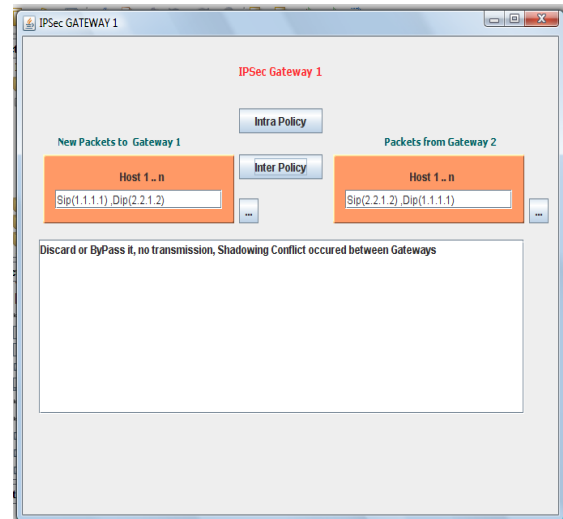 IPSec GATEWAY 1
IPSec Gateway 1
Intra Policy
New Packets to Gateway 1
Packets from Gateway 2
Inter Policy
Host 1 .. n
Host 1 .. n
Sip(1.1.1.1) ,Dip(2.2.1.2)
Sip(2.2.1.2) ,Dip(1.1.1.1)
...
...
Discard or ByPass it, no transmission, Shadowing Conflict occured between Gateways